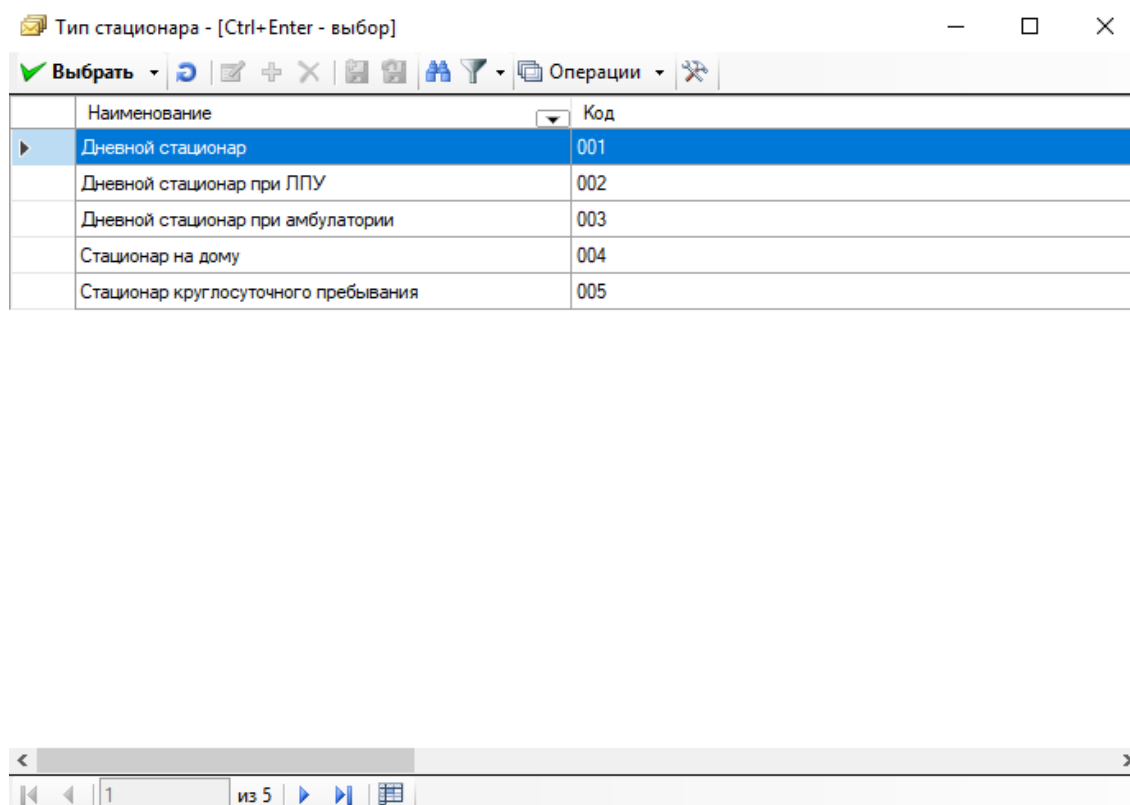 Тип стационара - [Ctrl+Enter - выбор]
Выбрать Операции
Наименование Код
Дневной стационар 001
Дневной стационар при ЛПУ 002
Дневной стационар при амбулатории 003
Стационар на дому 004
Стационар круглосуточного пребывания 005
1 из 5